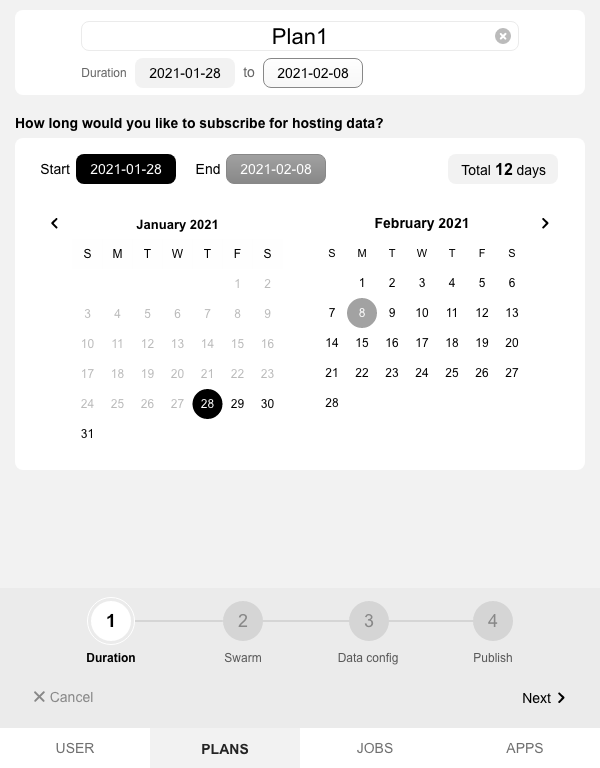 Plan1
Duration 2021-01-28 to 2021-02-08
How long would you like to subscribe for hosting data?
Start 2021-01-28 End 2021-02-08 Total 12 days
January 2021
S M T W T F S
1 2
3 4 5 6 7 8 9
10 11 12 13 14 15 16
17 18 19 20 21 22 23
24 25 26 27 28 29 30
31
February 2021
S M T W T F S
1 2 3 4 5 6
7 8 9 10 11 12 13
14 15 16 17 18 19 20
21 22 23 24 25 26 27
28
1 2 3 4
Duration Swarm Data config Publish
Cancel Next
USER PLANS JOBS APPS